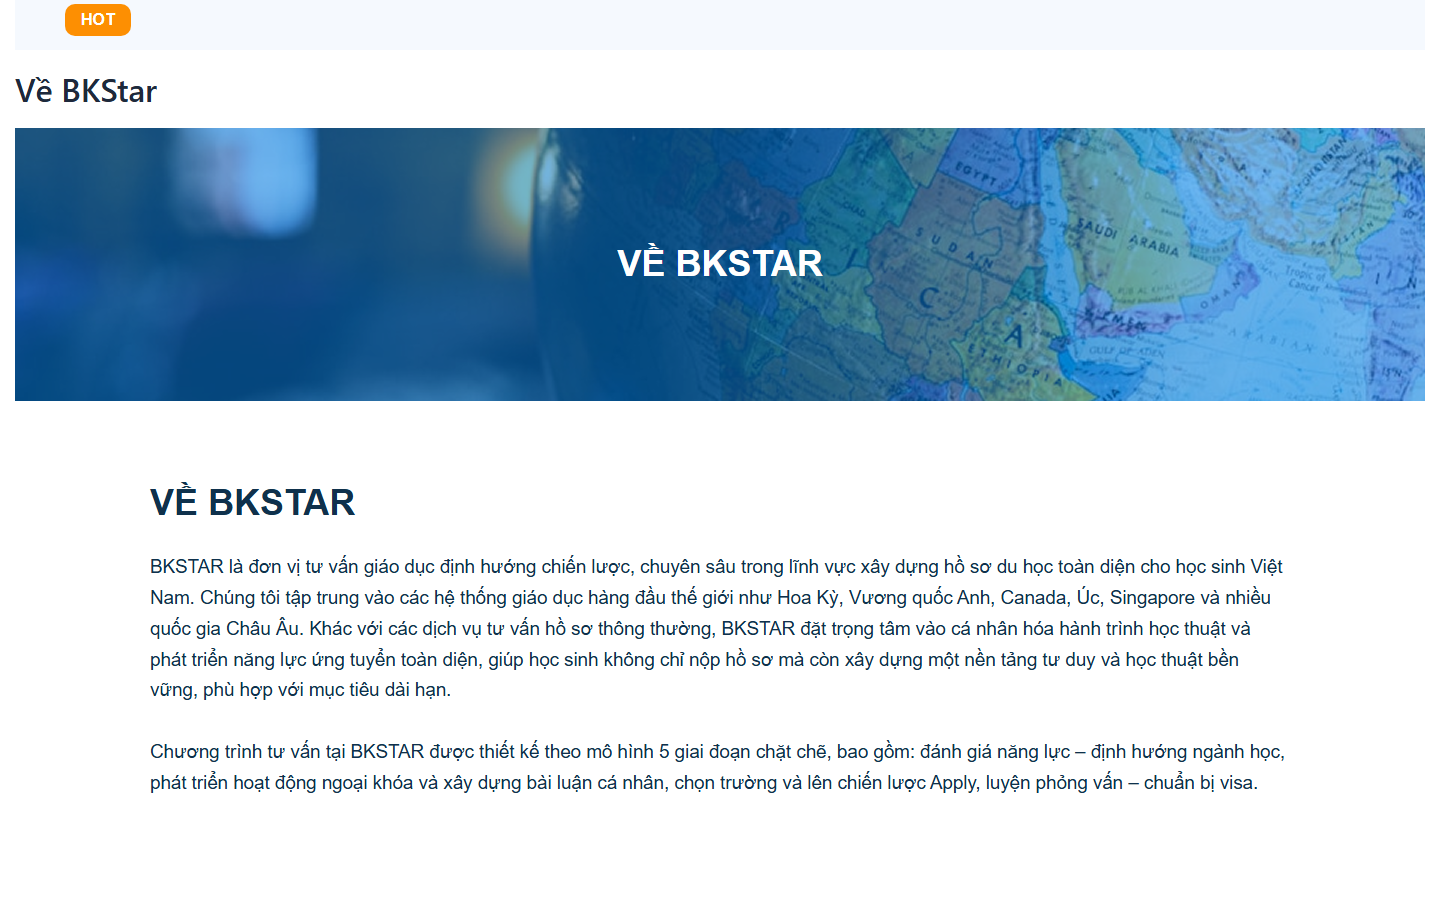 HOT
Về BKStar
VỀ BKSTAR
EGYPT
CHAD
SUDAN
SAUDI ARABIA
OMAN
YEMEN
GULF OF ADEN
ETHIOPIA
Tropic of
Cancer
VỀ BKSTAR
BKSTAR là đơn vị tư vấn giáo dục định hướng chiến lược, chuyên sâu trong lĩnh vực xây dựng hồ sơ du học toàn diện cho học sinh Việt
Nam. Chúng tôi tập trung vào các hệ thống giáo dục hàng đầu thế giới như Hoa Kỳ, Vương quốc Anh, Canada, Úc, Singapore và nhiều
quốc gia Châu Âu. Khác với các dịch vụ tư vấn hồ sơ thông thường, BKSTAR đặt trọng tâm vào cá nhân hóa hành trình học thuật và
phát triển năng lực ứng tuyển toàn diện, giúp học sinh không chỉ nộp hồ sơ mà còn xây dựng một nền tảng tư duy và học thuật bền
vững, phù hợp với mục tiêu dài hạn.
Chương trình tư vấn tại BKSTAR được thiết kế theo mô hình 5 giai đoạn chặt chẽ, bao gồm: đánh giá năng lực – định hướng ngành học,
phát triển hoạt động ngoại khóa và xây dựng bài luận cá nhân, chọn trường và lên chiến lược Apply, luyện phỏng vấn – chuẩn bị visa.